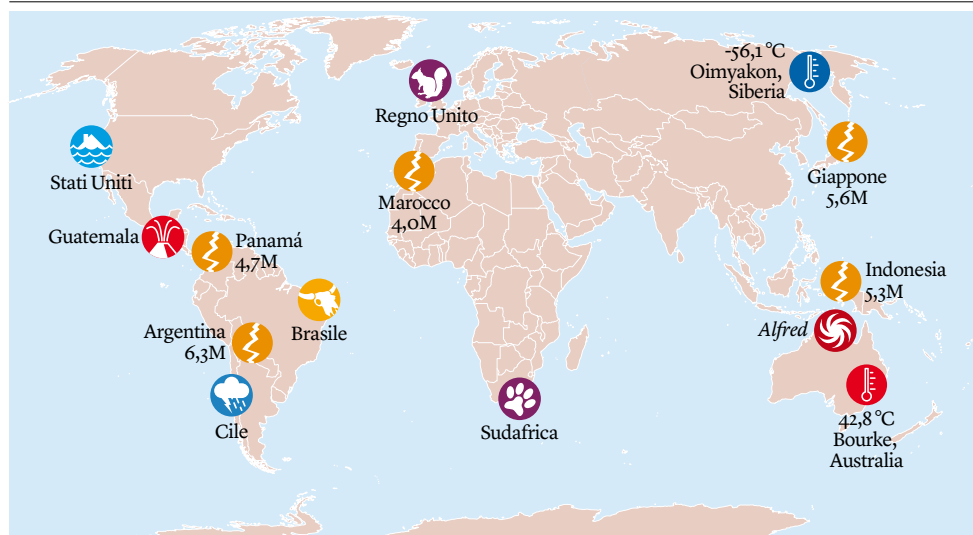 -56,1 °C
Oimyakon,
Siberia
Regno Unito
Stati Uniti
Giappone
5,6M
Marocco
4,0M
Guatemala
Panamá
4,7M
Indonesia
5,3M
Brasile
Argentina
6,3M
Alfred
Cile
Sudafrica
42,8 °C
Bourke,
Australia